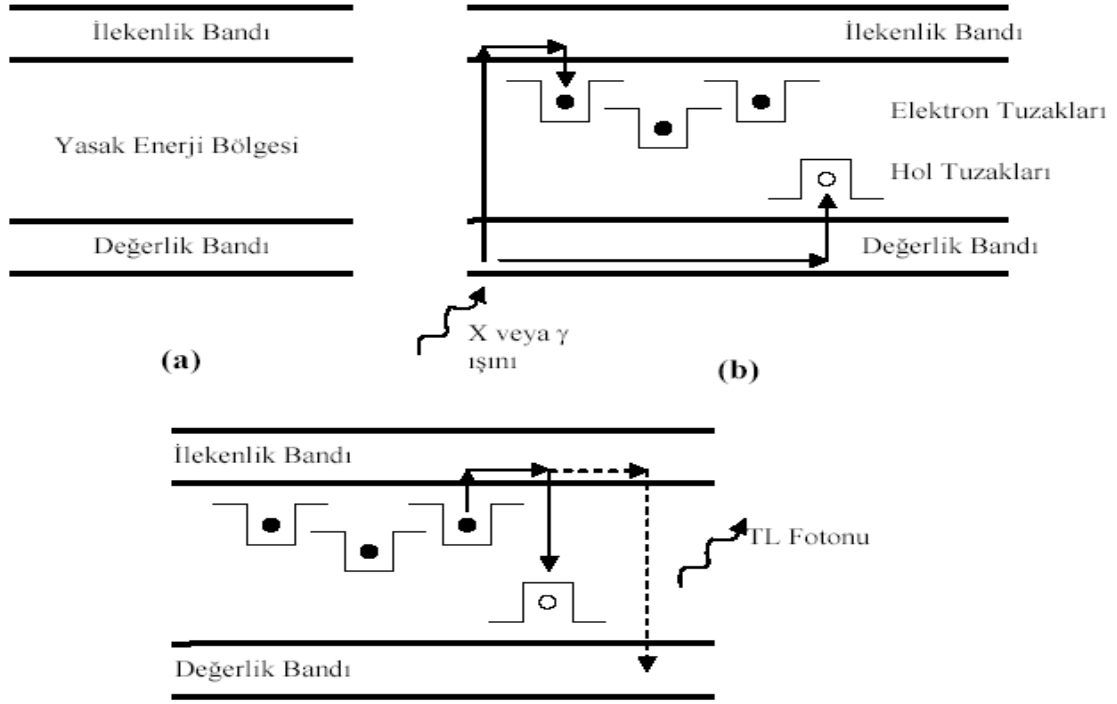 İlekenlik Bandı
Yasak Enerji Bölgesi
Değerlik Bandı
(a)
İlekenlik Bandı
Elektron Tuzakları
Hol Tuzakları
Değerlik Bandı
X veya γ
ışını
(b)
İlekenlik Bandı
TL Fotonu
Değerlik Bandı